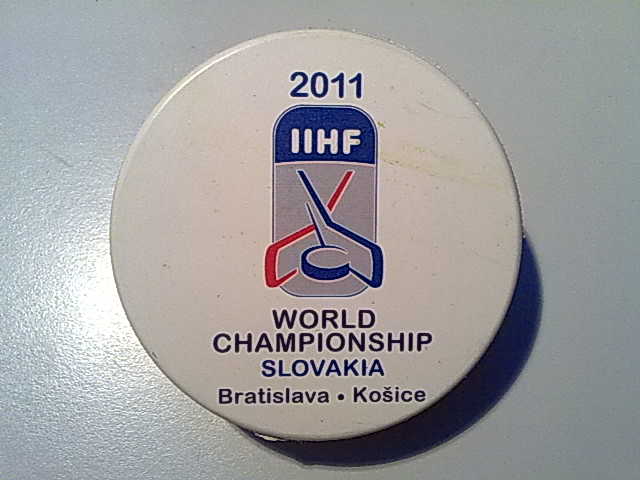 2011
IIHF
WORLD
CHAMPIONSHIP
SLOVAKIA
Bratislava • Košice